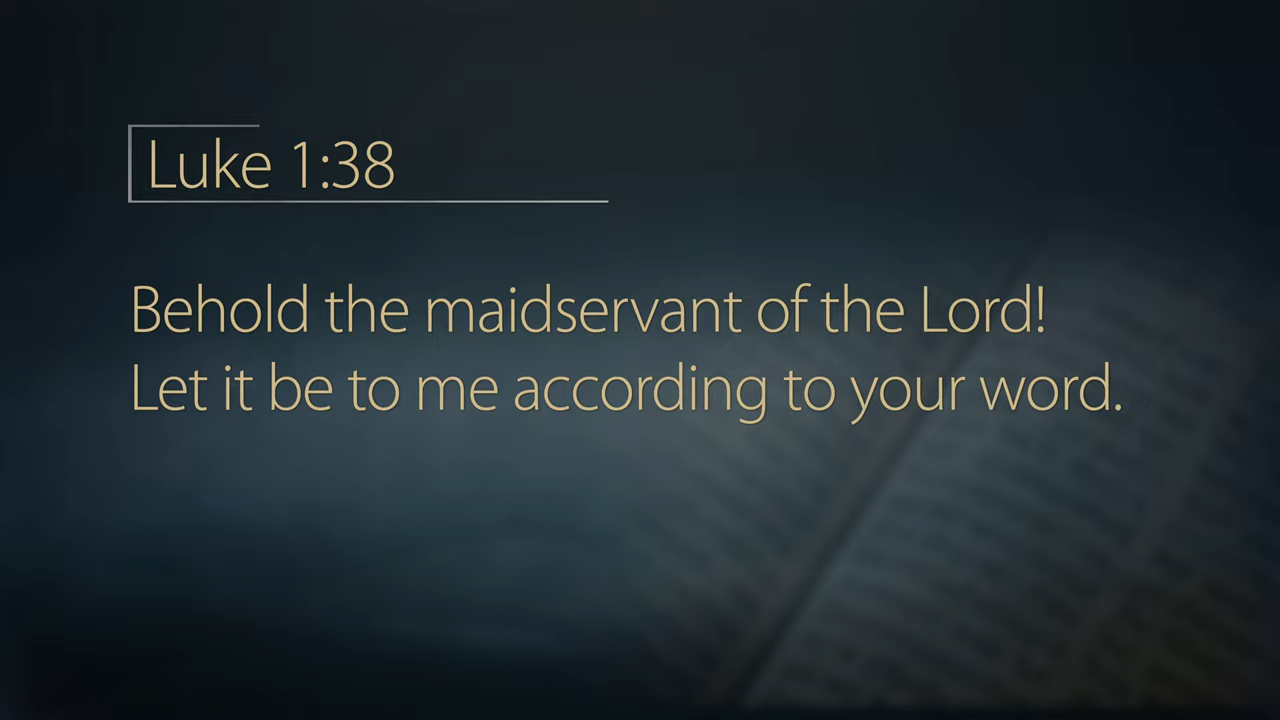 Luke 1:38
Behold the maidservant of the Lord!
Let it be to me according to your word.